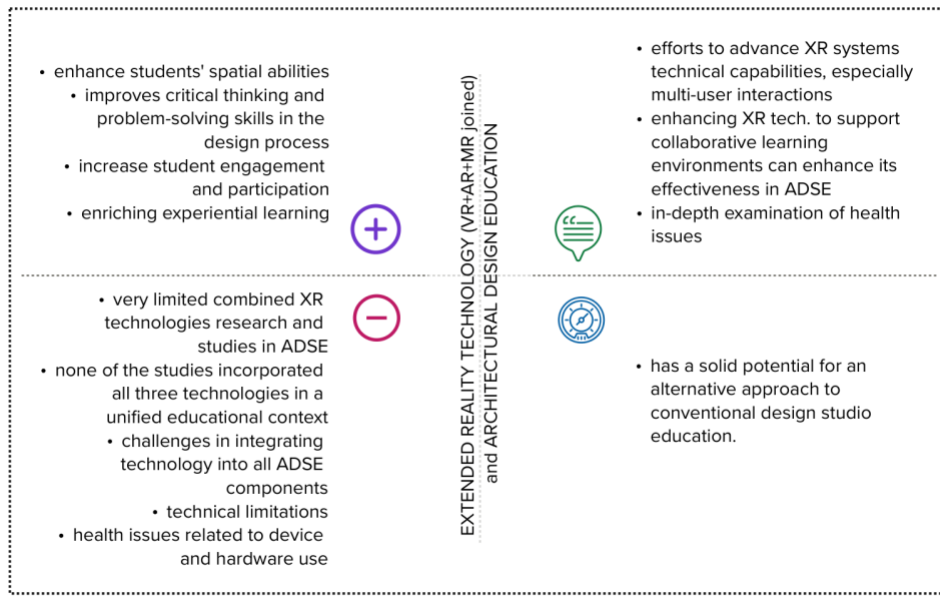 • enhance students' spatial abilities
• improves critical thinking and
problem-solving skills in the
design process
• increase student engagement
and participation
• enriching experiential learning
• very limited combined XR
technologies research and
studies in ADSE
• none of the studies incorporated
all three technologies in a
unified educational context
• challenges in integrating
technology into all ADSE
components
• technical limitations
• health issues related to device
and hardware use
EXTENDED REALITY TECHNOLOGY (VR+AR+MR joined)
and ARCHITECTURAL DESIGN EDUCATION
• efforts to advance XR systems
technical capabilities, especially
multi-user interactions
• enhancing XR tech. to support
collaborative learning
environments can enhance its
effectiveness in ADSE
• in-depth examination of health
issues
• has a solid potential for an
alternative approach to
conventional design studio
education.